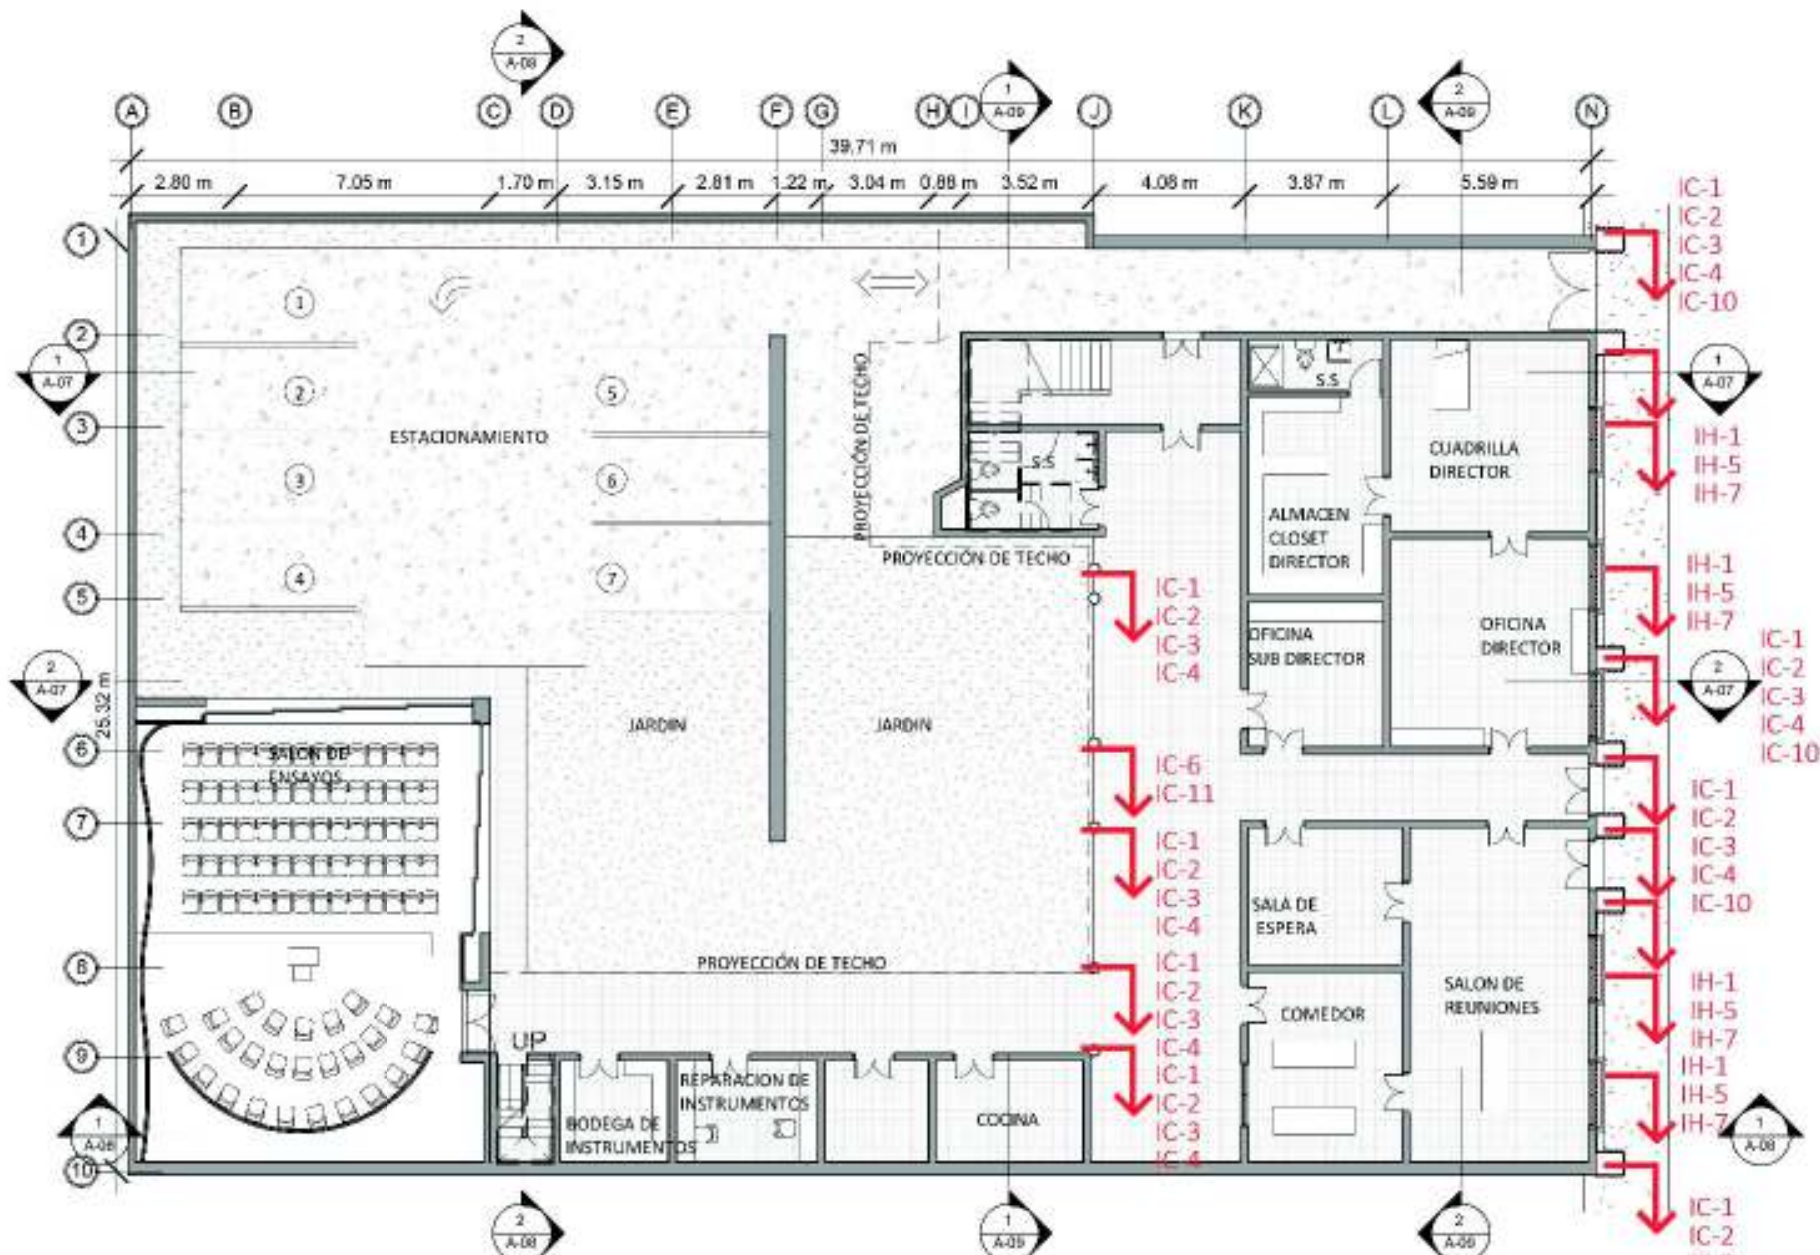 2
A-08
1
A-09
2
A-09
A
B
C
D
E
F
G
H
I
J
K
L
N
39.71 m
2.80 m
7.05 m
1.70 m
3.15 m
2.81 m
1.22 m
3.04 m
0.88 m
3.52 m
4.08 m
3.87 m
5.59 m
IC-1
IC-2
IC-3
IC-4
IC-10
1
2
3
4
5
6
7
8
9
10
1
A-07
2
A-07
25.32 m
1
2
3
4
5
6
7
ESTACIONAMIENTO
PROYECCIÓN DE TECHO
PROYECCIÓN DE TECHO
S.S
S.S
CUADRILLA
DIRECTOR
ALMACEN
CLOSET
DIRECTOR
1
A-07
IH-1
IH-5
IH-7
IH-1
IH-5
IH-7
IC-1
IC-2
IC-3
IC-4
OFICINA
SUB DIRECTOR
OFICINA
DIRECTOR
IC-1
IC-2
IC-3
IC-4
IC-10
2
A-07
JARDIN
JARDIN
SALON DE
ENSAYOS
IC-6
IC-11
IC-1
IC-2
IC-3
IC-4
IC-10
IC-1
IC-2
IC-3
IC-4
SALA DE
ESPERA
PROYECCIÓN DE TECHO
IC-1
IC-2
IC-3
IC-4
SALON DE
REUNIONES
COMEDOR
IH-1
IH-5
IH-7
UP
BODEGA DE
INSTRUMENTOS
REPARACION DE
INSTRUMENTOS
COCINA
IC-1
IC-2
IC-3
IC-4
IH-1
IH-5
IH-7
1
A-08
1
A-08
IC-1
IC-2
2
A-08
1
A-09
2
A-09